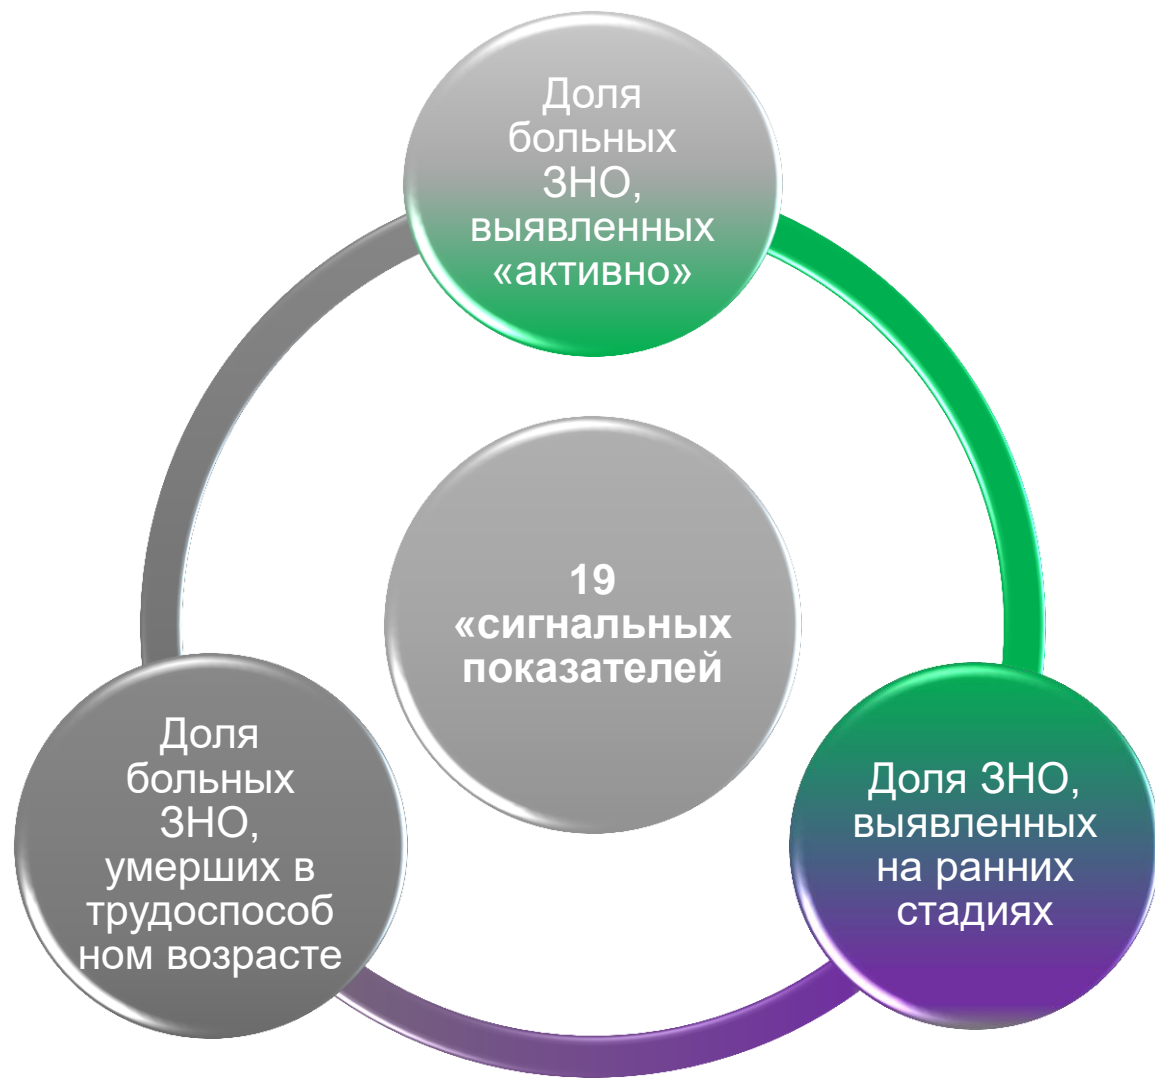 Доля
больных
ЗНО,
выявленных
«активно»
19
«сигнальных
показателей
Доля
больных
ЗНО,
умерших в
трудоспособ
ном возрасте
Доля ЗНО,
выявленных
на ранних
стадиях